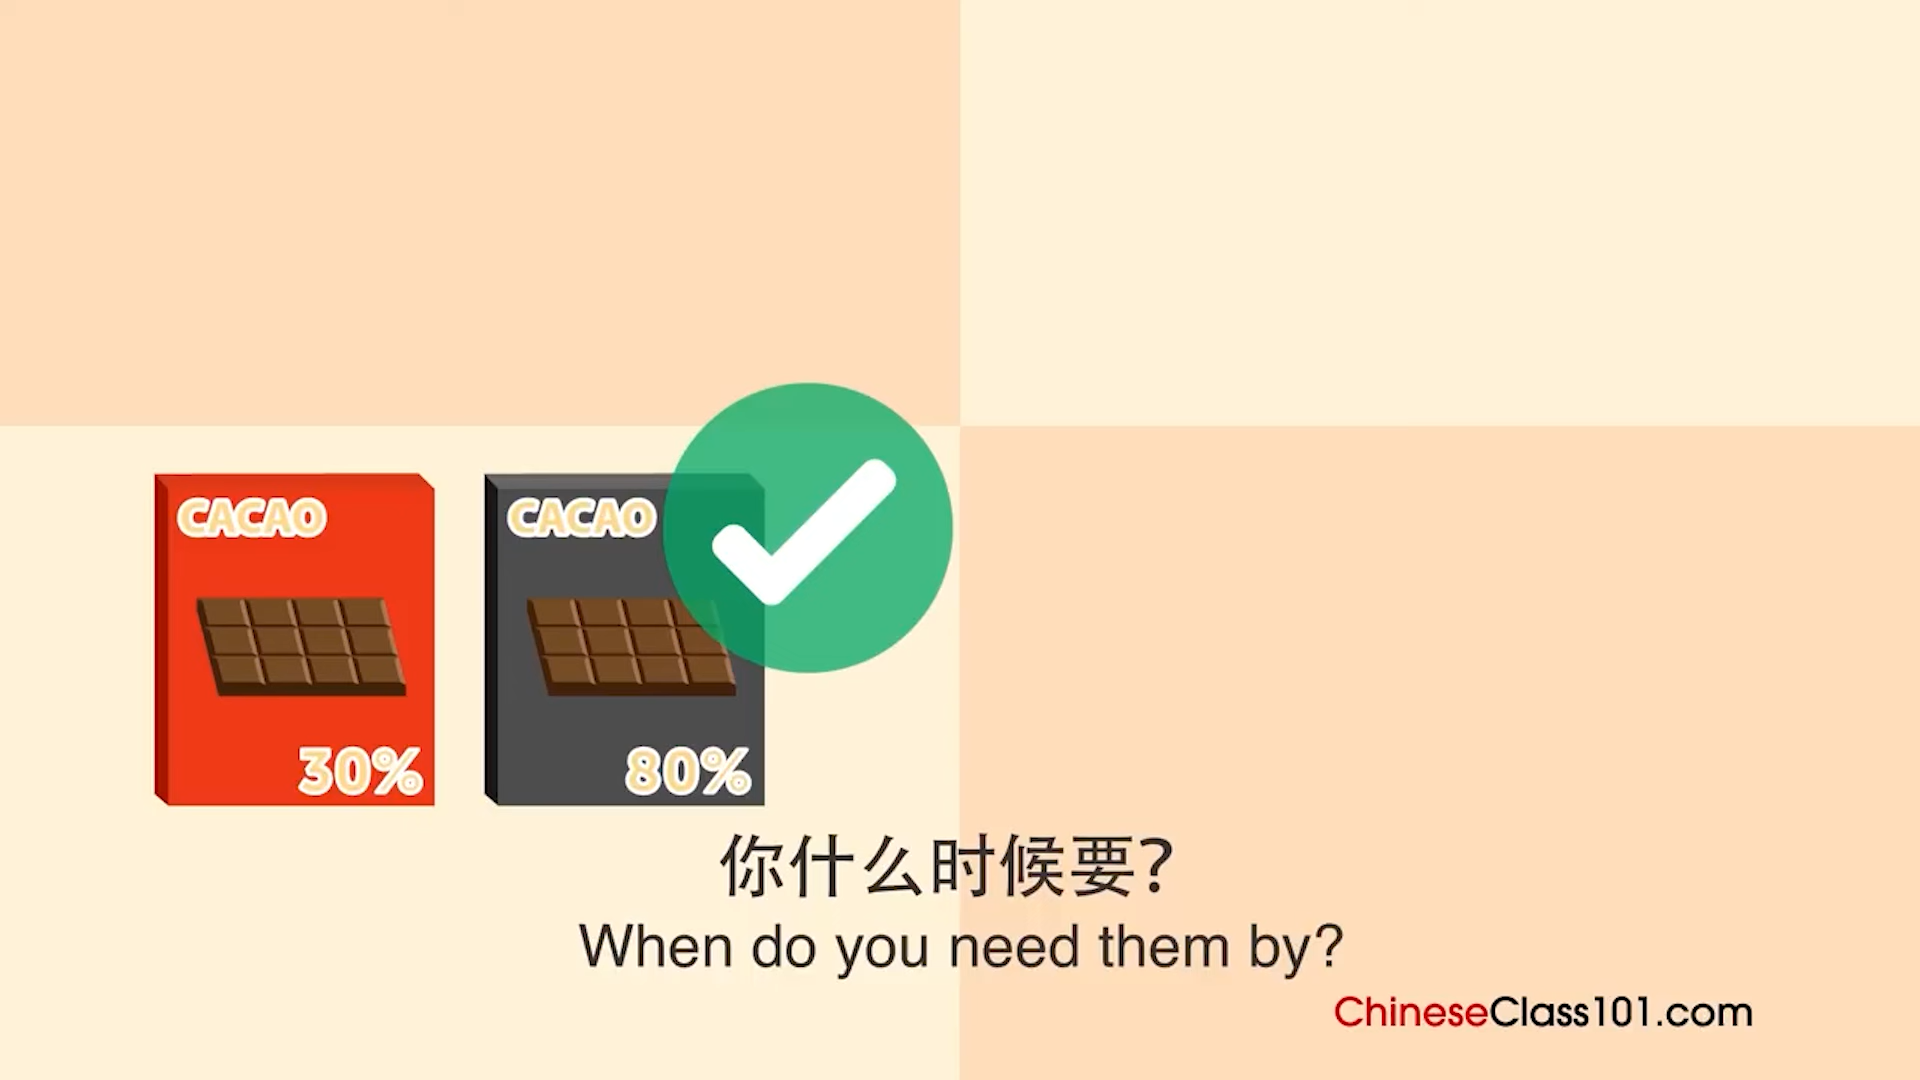 CACAO
30%
CACAO
80%
你什么时候要?
When do you need them by?
ChineseClass101.com